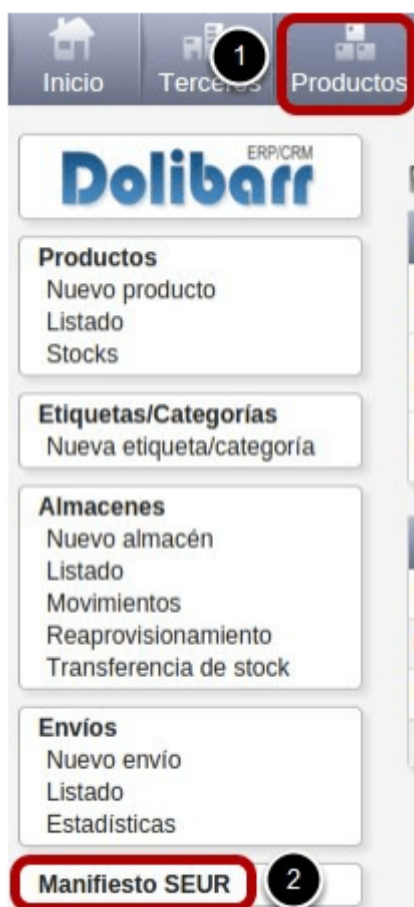 1
Inicio
Terceros
Productos
ERP/CRM
Dolibarr
Productos
Nuevo producto
Listado
Stocks
Etiquetas/Categorías
Nueva etiqueta/categoría
Almacenes
Nuevo almacén
Listado
Movimientos
Reaprovisionamiento
Transferencia de stock
Envíos
Nuevo envío
Listado
Estadísticas
Manifiesto SEUR
2